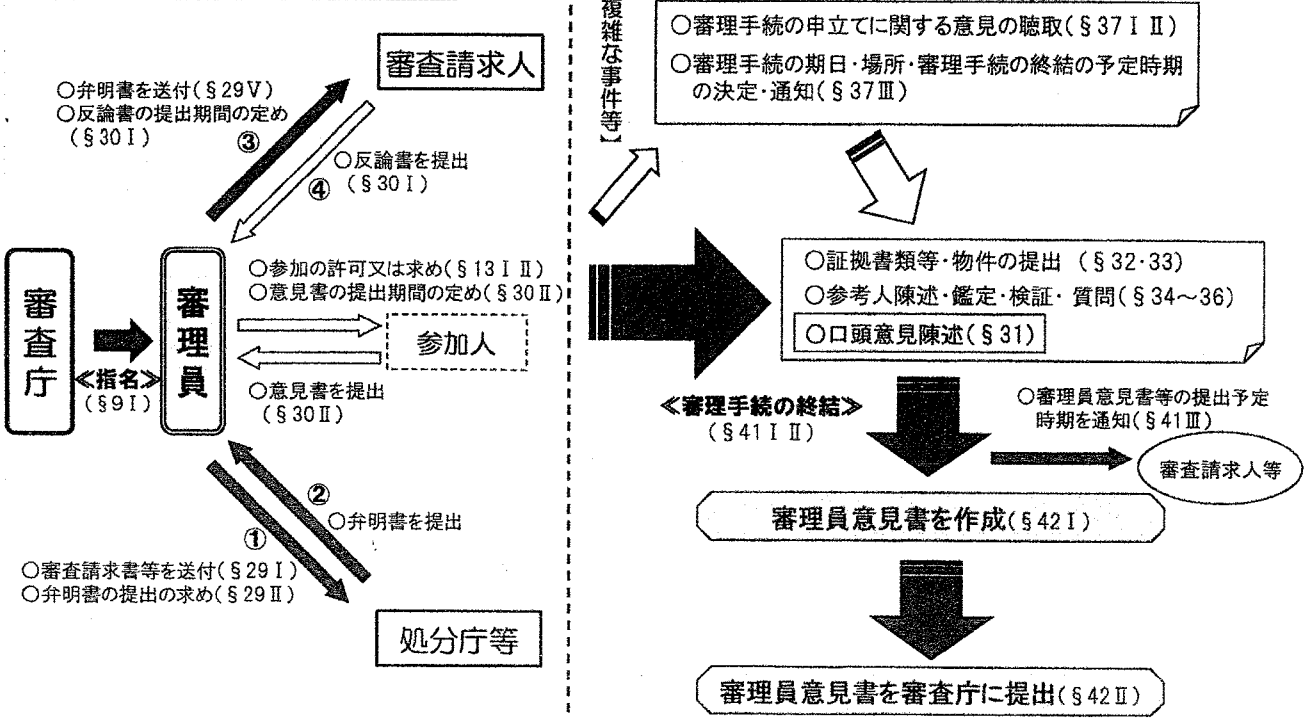 審査請求人
○弁明書を送付(§29Ⅴ)
○反論書の提出期間の定め
(§30Ⅰ)
③
④
○反論書を提出
(§30Ⅰ)
審査庁
≪指名≫
(§9Ⅰ)
審理員
○参加の許可又は求め(§13ⅠⅡ)
○意見書の提出期間の定め(§30Ⅱ)
参加人
○意見書を提出
(§30Ⅱ)
②
○弁明書を提出
①
○審査請求書等を送付(§29Ⅰ)
○弁明書の提出の求め(§29Ⅱ)
処分庁等
複雑な事件等】
○審理手続の申立てに関する意見の聴取(§37ⅠⅡ)
○審理手続の期日・場所・審理手続の終結の予定時期
の決定・通知(§37Ⅲ)
○証拠書類等・物件の提出 (§32・33)
○参考人陳述・鑑定・検証・質問(§34～36)
○口頭意見陳述(§31)
≪審理手続の終結≫
(§41ⅠⅡ)
○審理員意見書等の提出予定
時期を通知(§41Ⅲ)
審査請求人等
審理員意見書を作成(§42Ⅰ)
審理員意見書を審査庁に提出(§42Ⅱ)